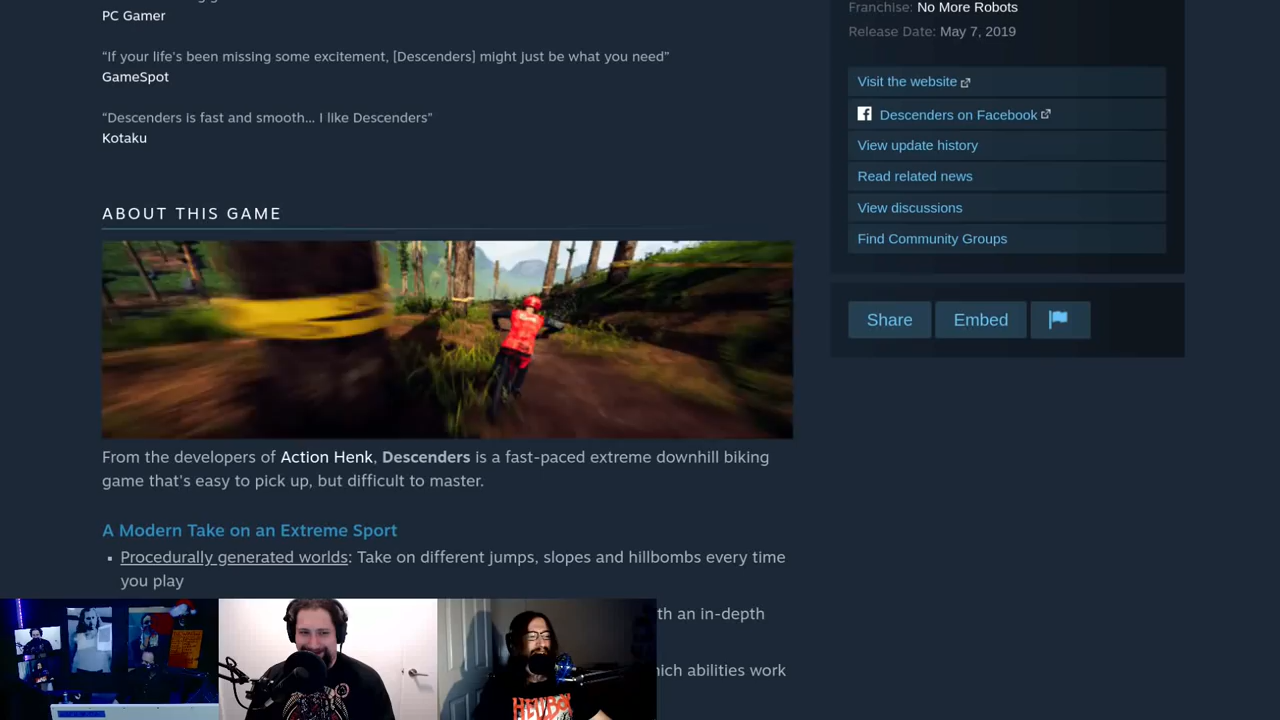 PC Gamer
Franchise: No More Robots
Release Date: May 7, 2019
“If your life's been missing some excitement, [Descenders] might just be what you need”
GameSpot
“Descenders is fast and smooth... I like Descenders”
Kotaku
Visit the website
Descenders on Facebook
View update history
Read related news
View discussions
Find Community Groups
Share
Embed
ABOUT THIS GAME
From the developers of Action Henk, Descenders is a fast-paced extreme downhill biking
game that's easy to pick up, but difficult to master.
A Modern Take on an Extreme Sport
▪ Procedurally generated worlds: Take on different jumps, slopes and hillbombs every time
you play
th an in-depth
abilities work
HELLBOY